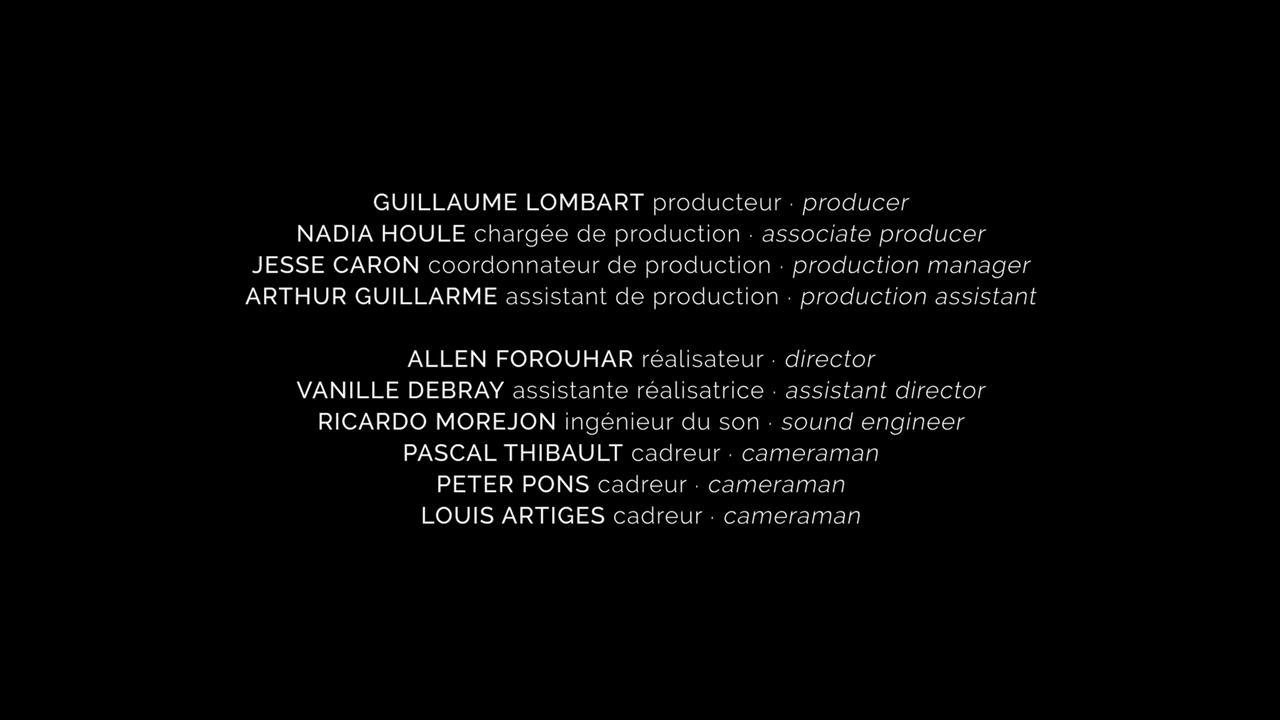 GUILLAUME LOMBART producteur · producer
NADIA HOULE chargée de production · associate producer
JESSE CARON coordonnateur de production · production manager
ARTHUR GUILLARME assistant de production · production assistant
ALLEN FOROUHAR réalisateur · director
VANILLE DEBRAY assistante réalisatrice · assistant director
RICARDO MOREJON ingénieur du son · sound engineer
PASCAL THIBAULT cadreur · cameraman
PETER PONS cadreur · cameraman
LOUIS ARTIGES cadreur · cameraman